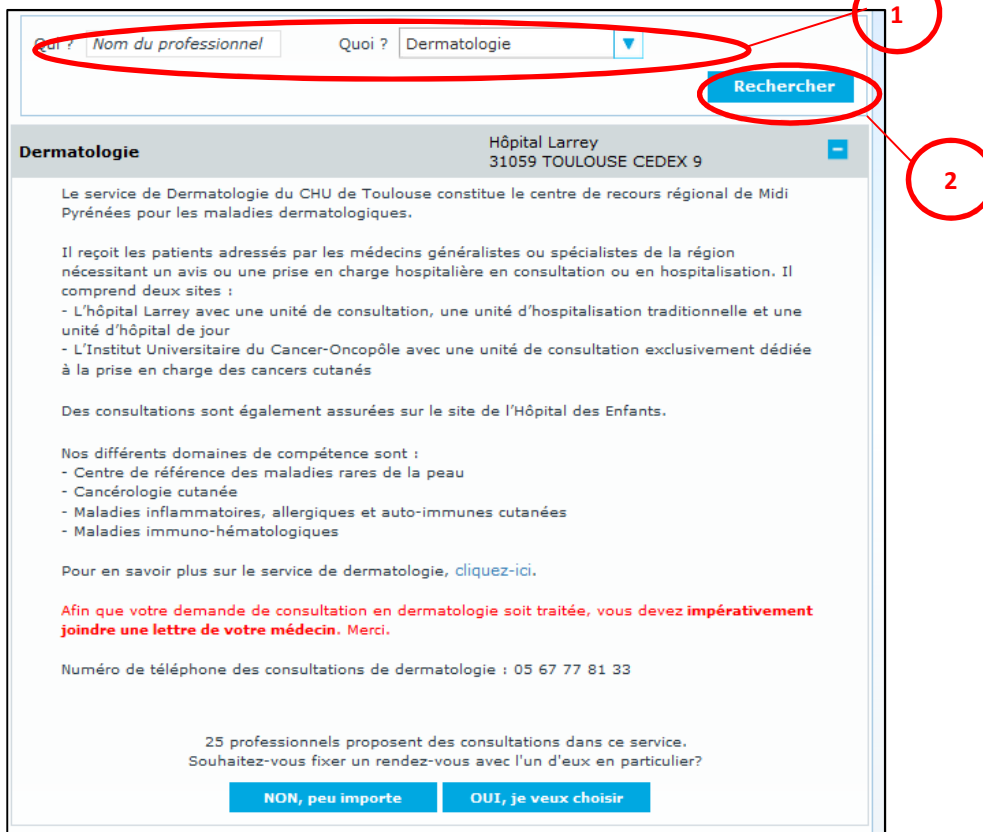 1
Qui ? Nom du professionnel Quoi ? Dermatologie
Rechercher
2
Dermatologie
Hôpital Larrey
31059 TOULOUSE CEDEX 9
Le service de Dermatologie du CHU de Toulouse constitue le centre de recours régional de Midi
Pyrénées pour les maladies dermatologiques.
Il reçoit les patients adressés par les médecins généralistes ou spécialistes de la région
nécessitant un avis ou une prise en charge hospitalière en consultation ou en hospitalisation. Il
comprend deux sites :
- L'hôpital Larrey avec une unité de consultation, une unité d'hospitalisation traditionnelle et une
unité d'hôpital de jour
- L'Institut Universitaire du Cancer-Oncopôle avec une unité de consultation exclusivement dédiée
à la prise en charge des cancers cutanés
Des consultations sont également assurées sur le site de l'Hôpital des Enfants.
Nos différents domaines de compétence sont :
- Centre de référence des maladies rares de la peau
- Cancérologie cutanée
- Maladies inflammatoires, allergiques et auto-immunes cutanées
- Maladies immuno-hématologiques
Pour en savoir plus sur le service de dermatologie, cliquez-ici.
Afin que votre demande de consultation en dermatologie soit traitée, vous devez impérativement
joindre une lettre de votre médecin. Merci.
Numéro de téléphone des consultations de dermatologie : 05 67 77 81 33
25 professionnels proposent des consultations dans ce service.
Souhaitez-vous fixer un rendez-vous avec l'un d'eux en particulier?
NON, peu importe OUI, je veux choisir